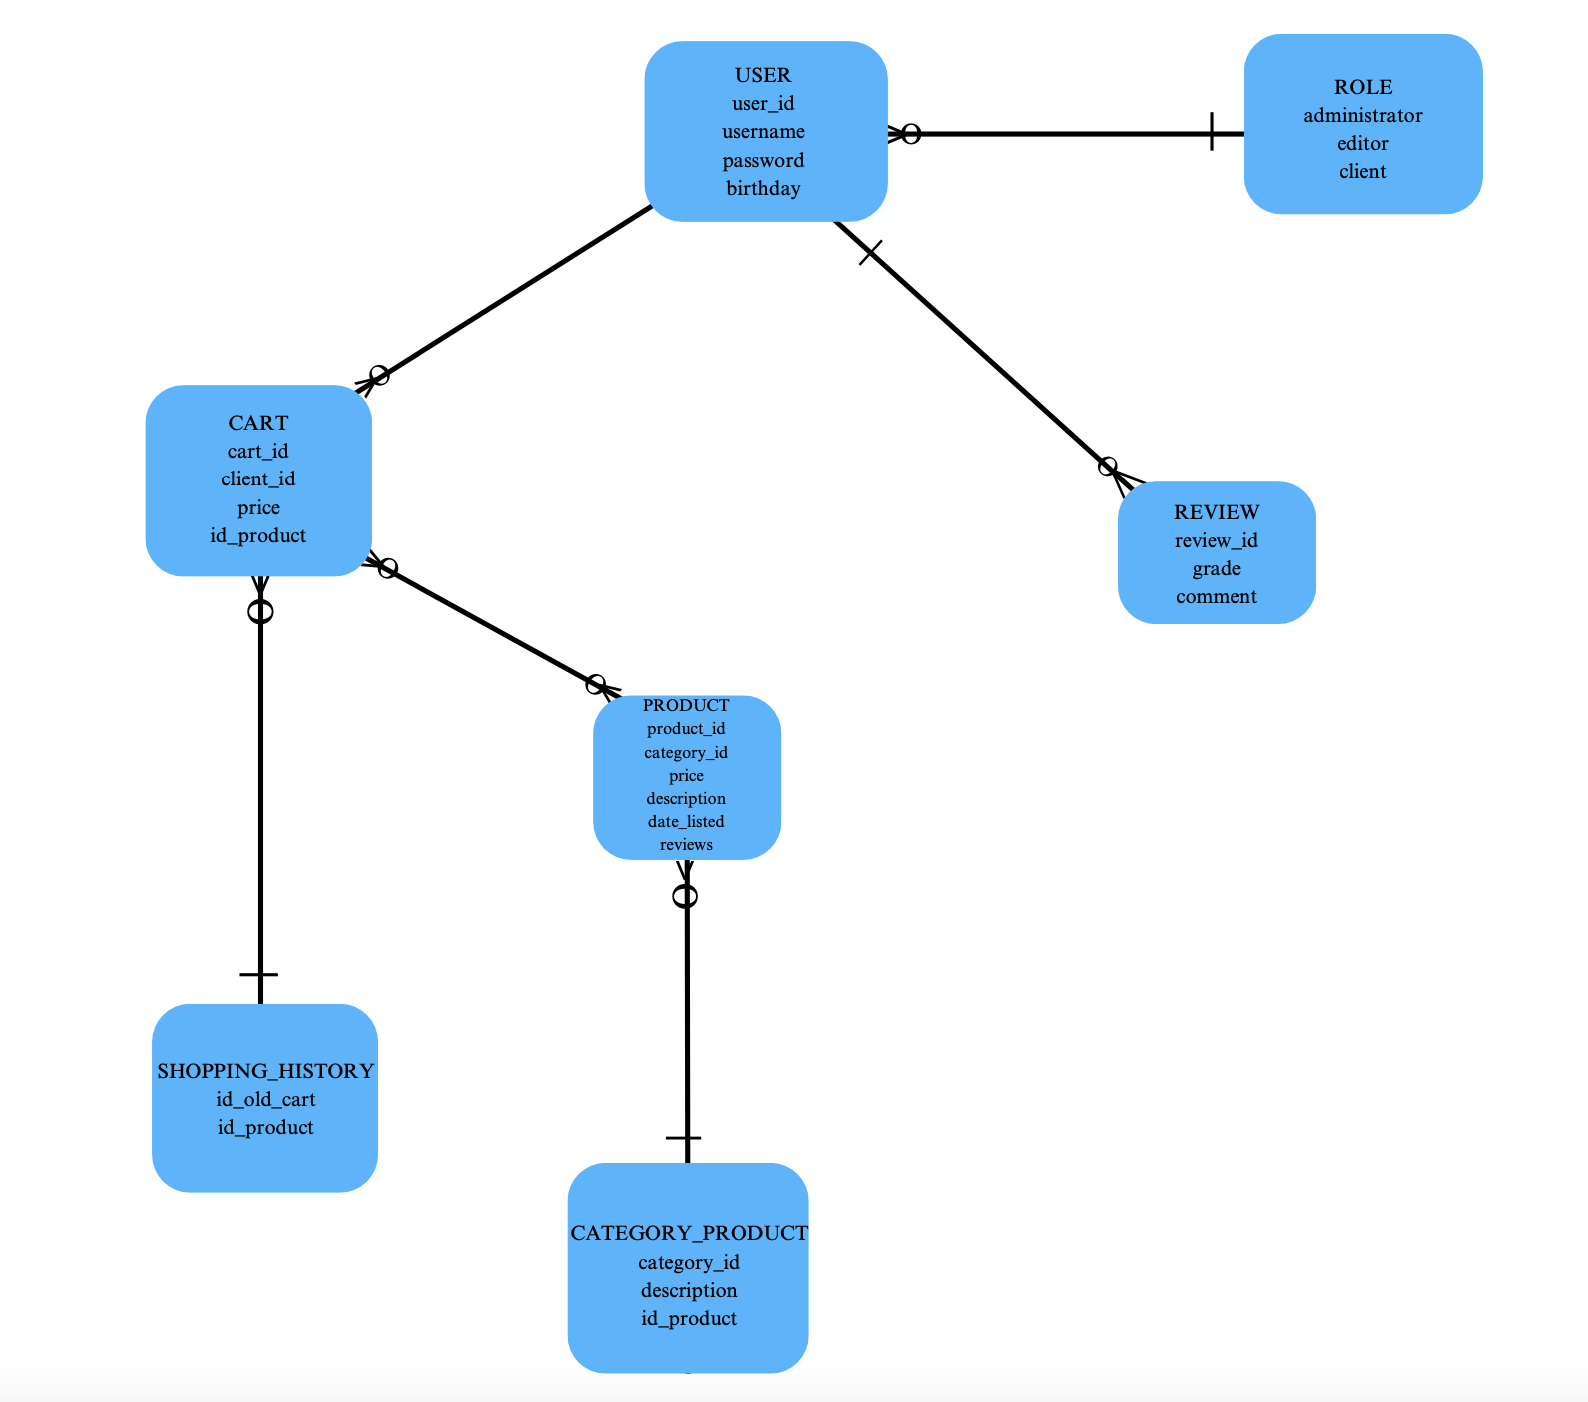 USER
user_id
username
password
birthday
ROLE
administrator
editor
client
CART
cart_id
client_id
price
id_product
REVIEW
review_id
grade
comment
PRODUCT
product_id
category_id
price
description
date_listed
reviews
SHOPPING_HISTORY
id_old_cart
id_product
CATEGORY_PRODUCT
category_id
description
id_product